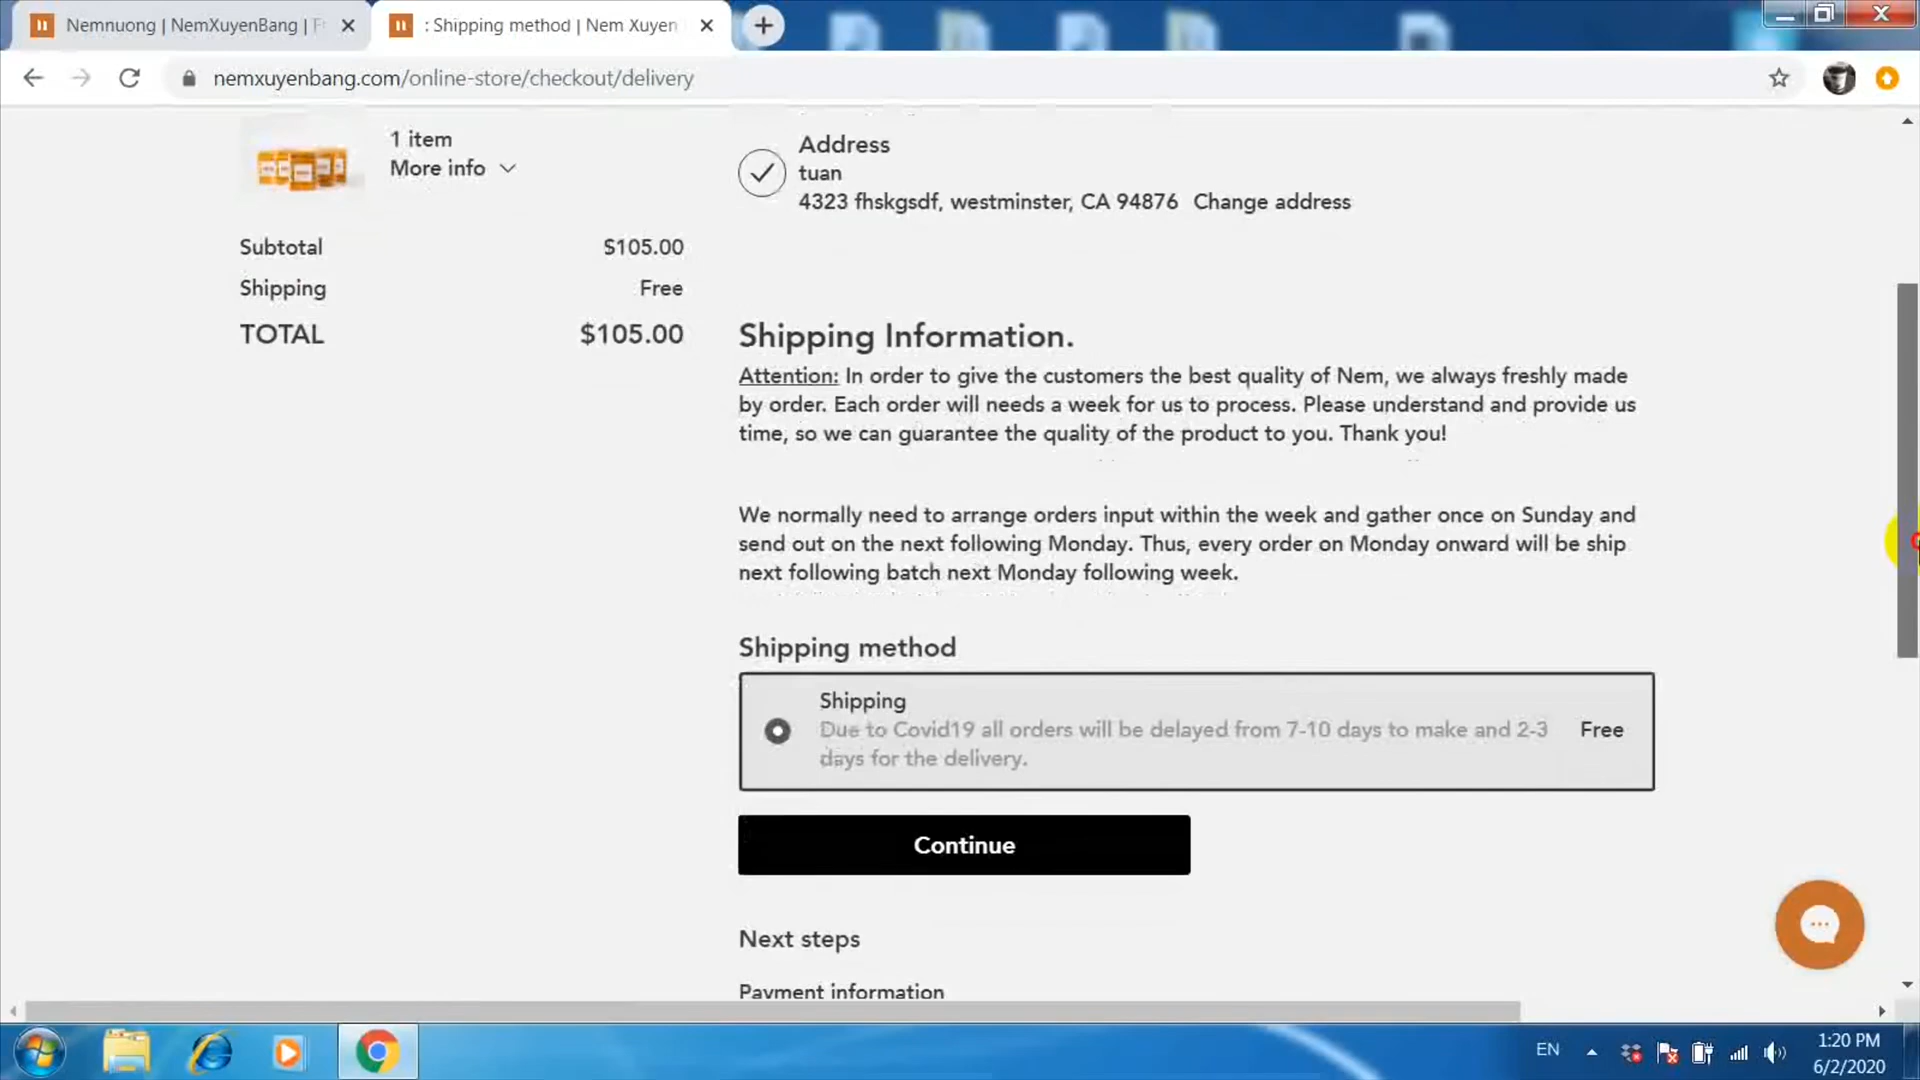 Nemnuong | NemXuyenBang | F
: Shipping method | Nem Xuyen
nemxuyenbang.com/online-store/checkout/delivery
1 item
More info
Subtotal $105.00
Shipping Free
TOTAL $105.00
Address
tuan
4323 fhskgsdf, westminster, CA 94876 Change address
Shipping Information.
Attention: In order to give the customers the best quality of Nem, we always freshly made
by order. Each order will needs a week for us to process. Please understand and provide us
time, so we can guarantee the quality of the product to you. Thank you!
We normally need to arrange orders input within the week and gather once on Sunday and
send out on the next following Monday. Thus, every order on Monday onward will be ship
next following batch next Monday following week.
Shipping method
Shipping
Due to Covid19 all orders will be delayed from 7-10 days to make and 2-3
days for the delivery.
Free
Continue
Next steps
Payment information
EN
1:20 PM
6/2/2020